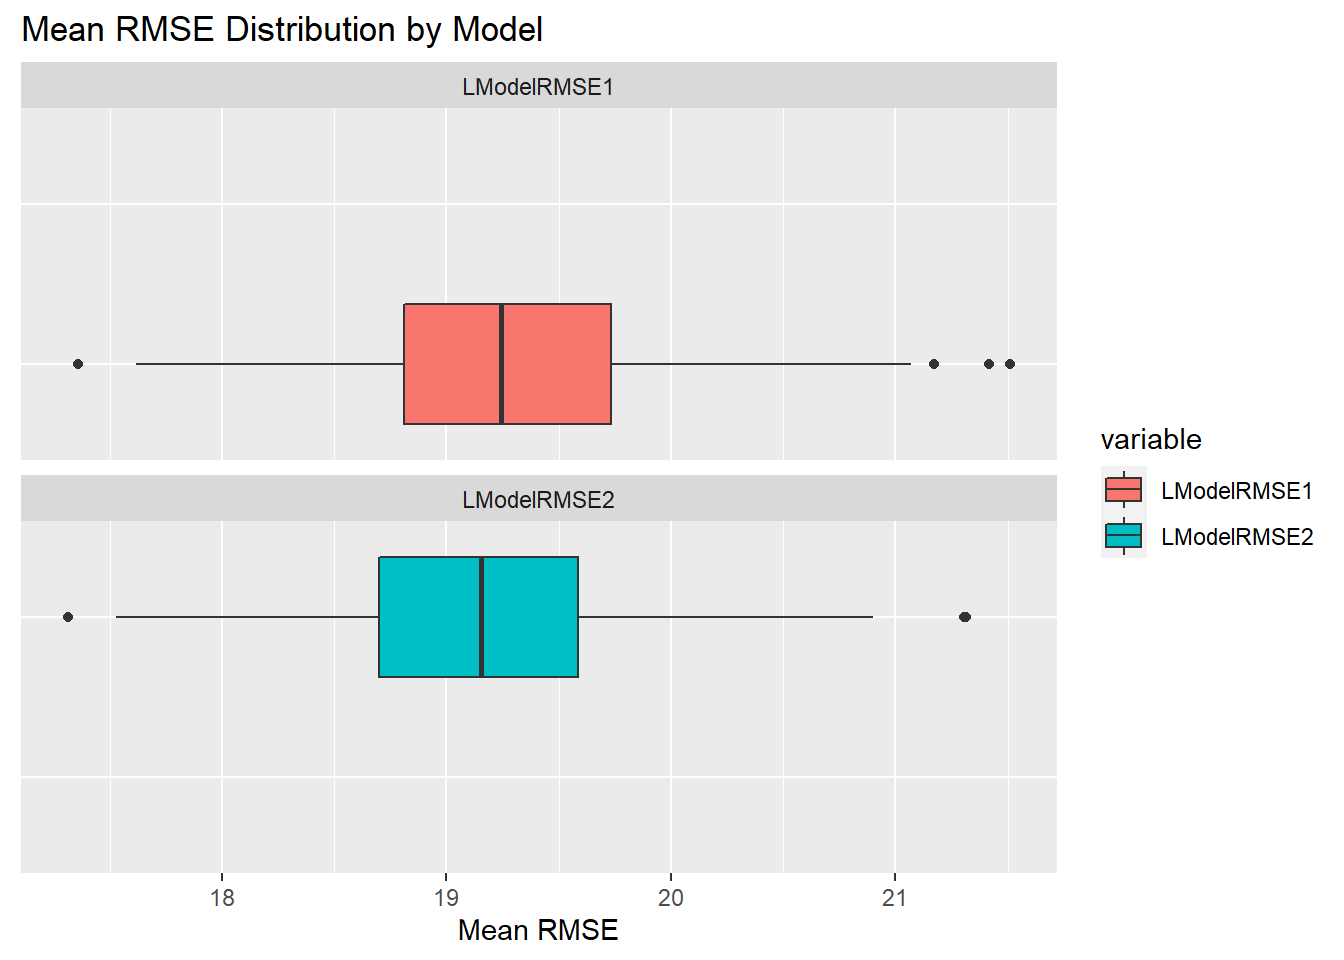 Mean RMSE Distribution by Model
LModelRMSE1
LModelRMSE2
18 19 20 21
Mean RMSE
variable
LModelRMSE1
LModelRMSE2